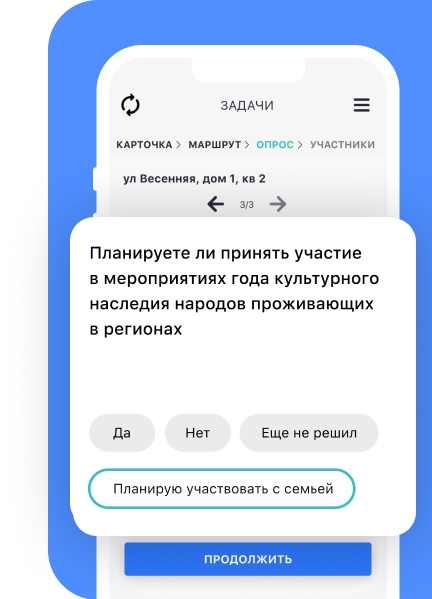 ЗАДАЧИ
КАРТОЧКА > МАРШРУТ > ОПРОС > УЧАСТНИКИ
ул Весенняя, дом 1, кв 2
3/3
Планируете ли принять участие
в мероприятиях года культурного
наследия народов проживающих
в регионах
Да Нет Еще не решил
Планирую участвовать с семьей
ПРОДОЛЖИТЬ